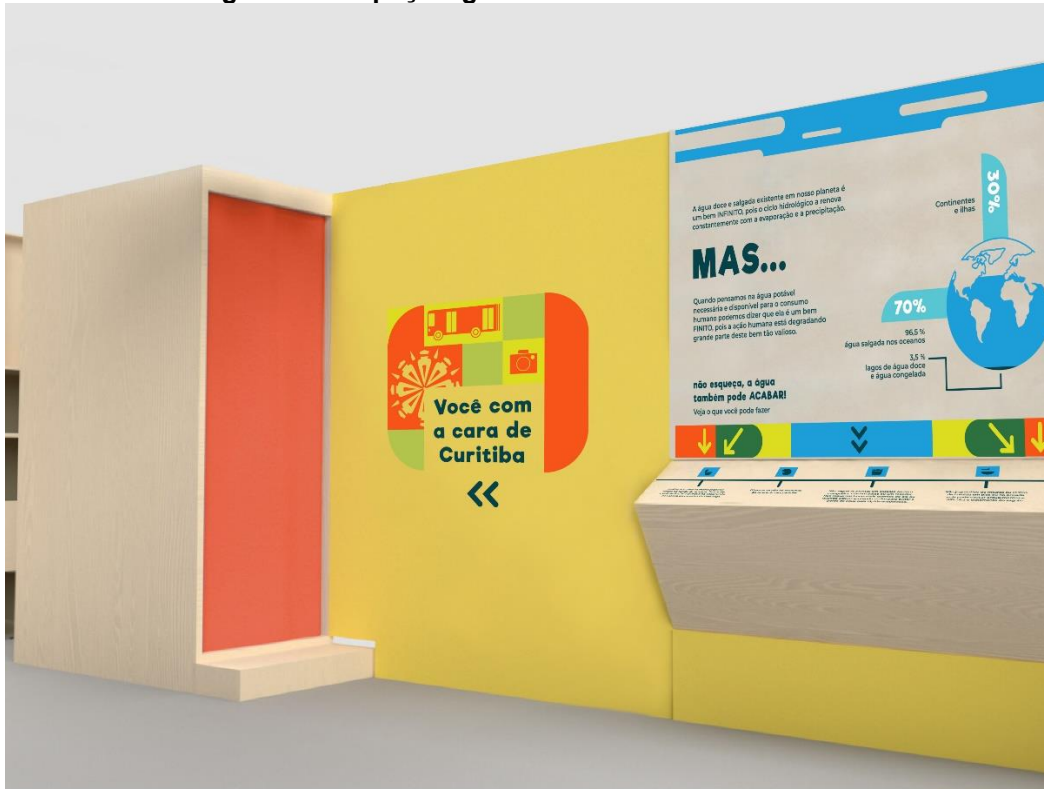 Você com
a cara de
Curitiba
A água doce e salgada existente em nosso planeta é
um bem INFINITO, pois o ciclo hidrológico a renova
constantemente com a evaporação e a precipitação.
MAS...
Quando pensamos na água potável
necessária e disponível para o consumo
humano podemos dizer que ela é um bem
FINITO, pois a ação humana está degradando
grande parte deste bem tão valioso.
não esqueça, a água
também pode ACABAR!
Veja o que você pode fazer
30%
Continentes
e ilhas
70%
96,5 %
água salgada nos oceanos
3,5 %
lagos de água doce
e água congelada